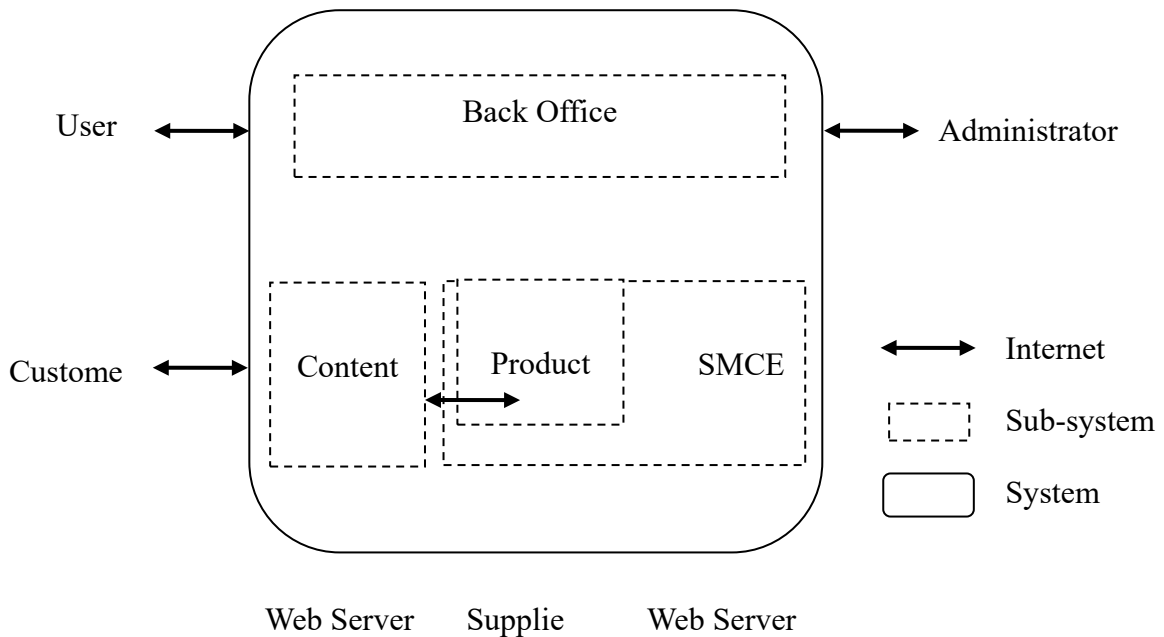 Back Office
User
Administrator
Content
Product
SMCE
Custome
Internet
Sub-system
System
Web Server
Supplie
Web Server